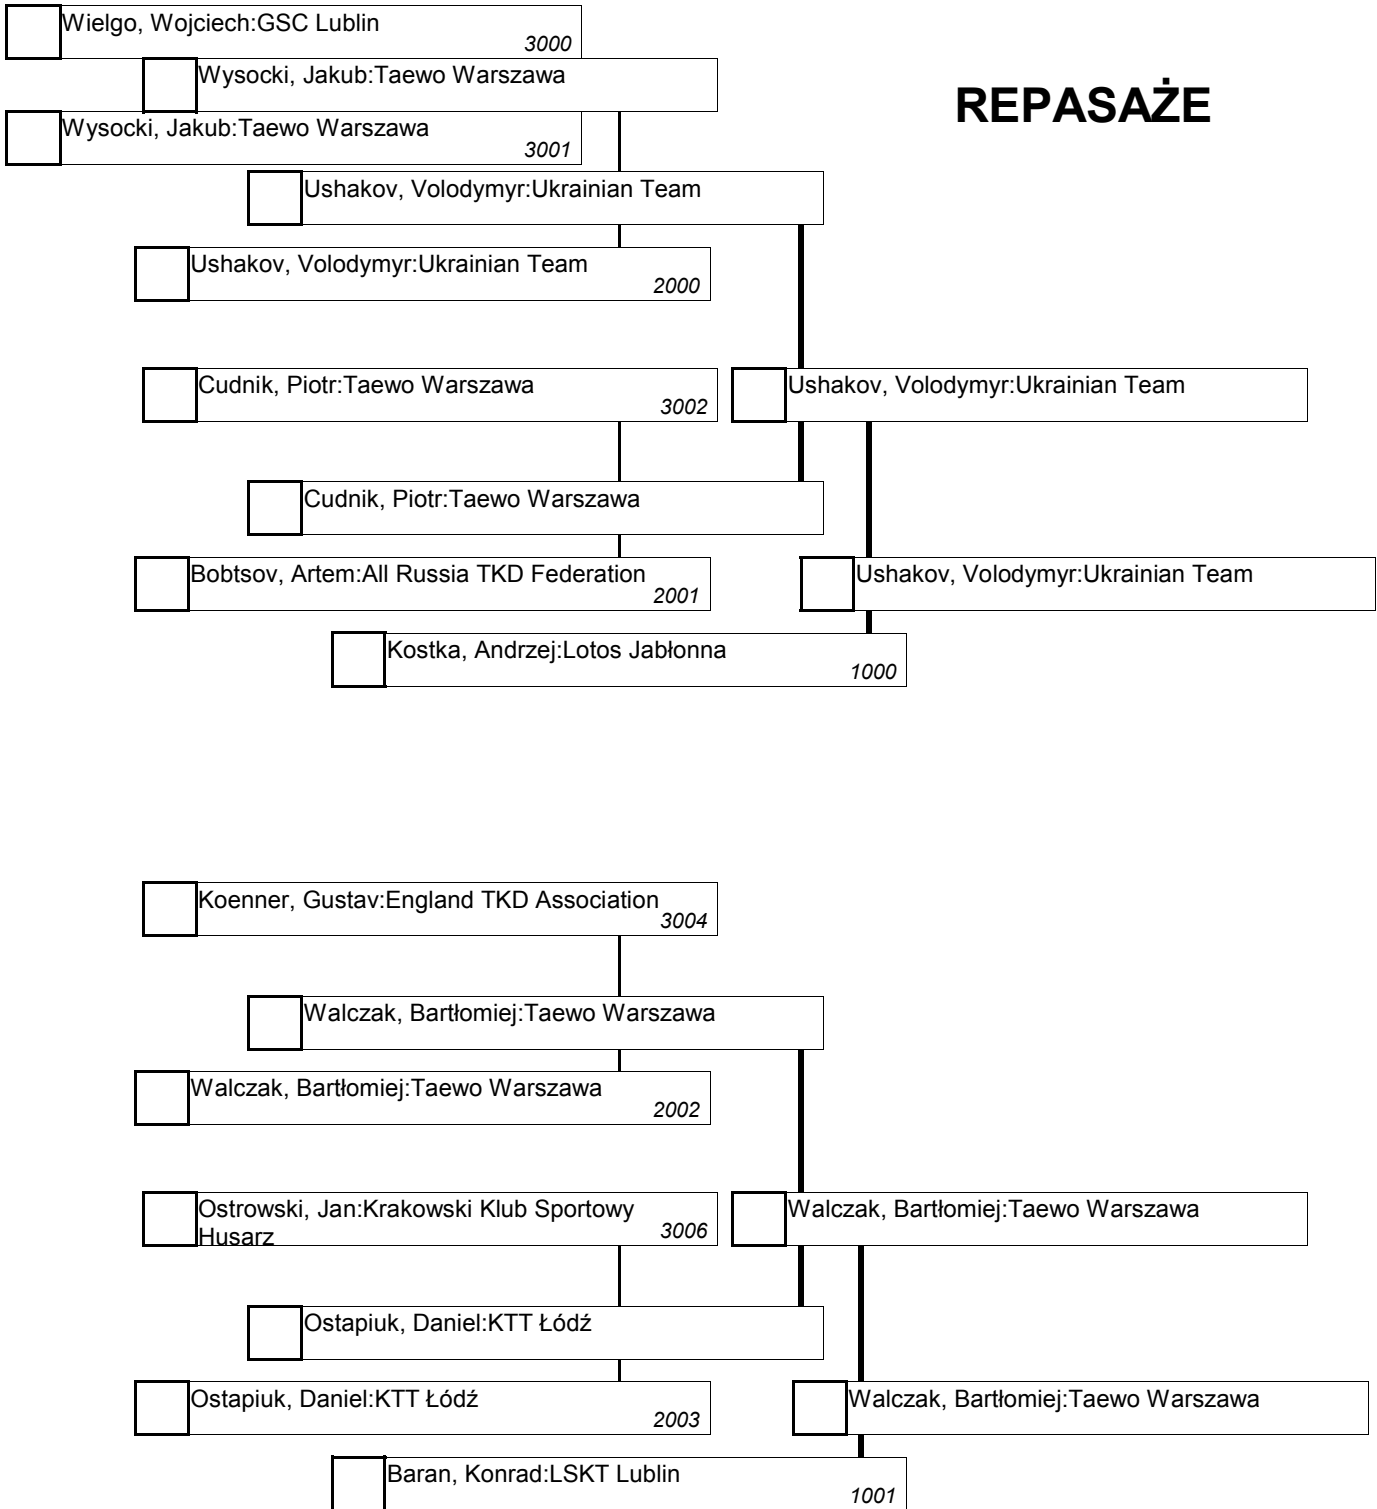 Wielgo, Wojciech:GSC Lublin
3000
Wysocki, Jakub:Taewo Warszawa
REPASAŻE
Wysocki, Jakub:Taewo Warszawa
3001
Ushakov, Volodymyr:Ukrainian Team
Ushakov, Volodymyr:Ukrainian Team
2000
Cudnik, Piotr:Taewo Warszawa
3002
Ushakov, Volodymyr:Ukrainian Team
Cudnik, Piotr:Taewo Warszawa
Bobtsov, Artem:All Russia TKD Federation
2001
Ushakov, Volodymyr:Ukrainian Team
Kostka, Andrzej:Lotos Jabłonna
1000
Koenner, Gustav:England TKD Association
3004
Walczak, Bartłomiej:Taewo Warszawa
Walczak, Bartłomiej:Taewo Warszawa
2002
Ostrowski, Jan:Krakowski Klub Sportowy
Husarz
3006
Walczak, Bartłomiej:Taewo Warszawa
Ostapiuk, Daniel:KTT Łódź
Ostapiuk, Daniel:KTT Łódź
2003
Walczak, Bartłomiej:Taewo Warszawa
Baran, Konrad:LSKT Lublin
1001